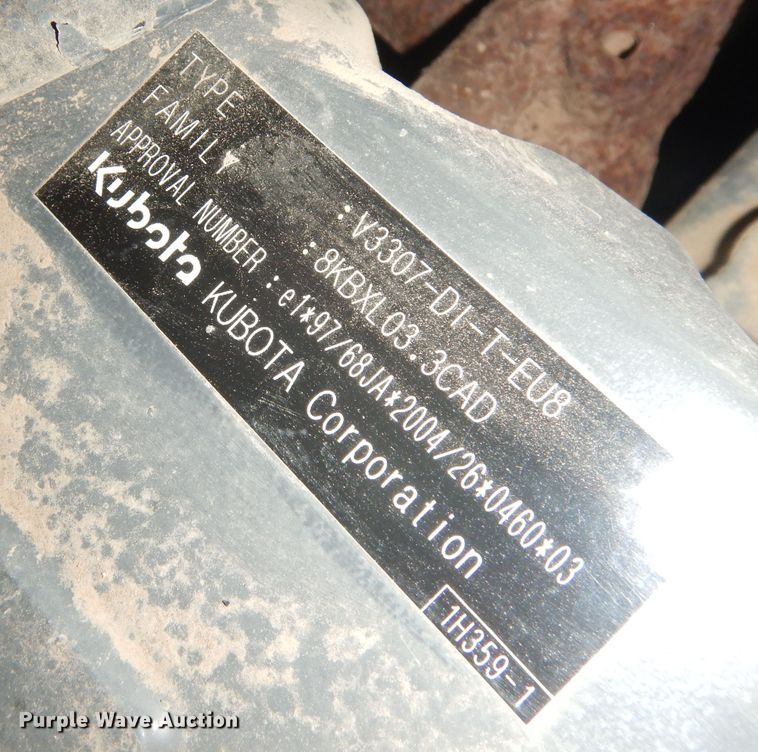 TYPE : V3307-DI-T-EU8
FAMILY : 8KBXL03.3CAD
APPROVAL NUMBER : e1*97/68JA*2004/26*0460*03
Kubota KUBOTA Corporation
1H359-1
Purple Wave Auction